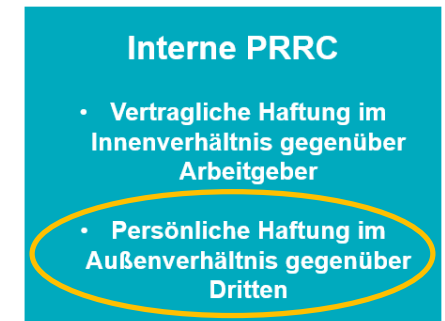 Interne PRRC
• Vertragliche Haftung im
Innenverhältnis gegenüber
Arbeitgeber
• Persönliche Haftung im
Außenverhältnis gegenüber
Dritten